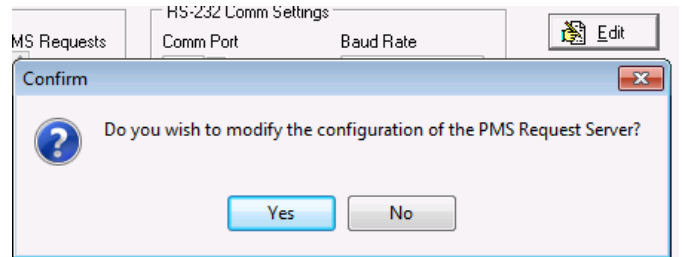 RS-232 Comm Settings
MS Requests
Comm Port
Baud Rate
Edit
Confirm
Do you wish to modify the configuration of the PMS Request Server?
Yes
No